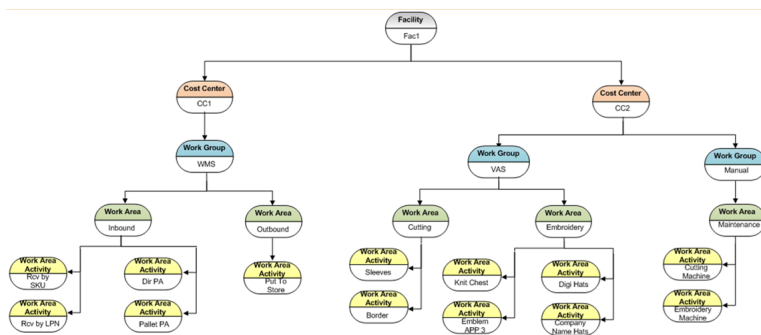 Facility
Fac1
Cost Center
CC1
Cost Center
CC2
Work Group
WMS
Work Group
VAS
Work Group
Manual
Work Area
Inbound
Work Area
Outbound
Work Area
Cutting
Work Area
Embroidery
Work Area
Maintenance
Work Area
Activity
Rcv by
SKU
Work Area
Activity
Dir PA
Work Area
Activity
Put To
Store
Work Area
Activity
Sleeves
Work Area
Activity
Knit Chest
Work Area
Activity
Digi Hats
Work Area
Activity
Cutting
Machine
Work Area
Activity
Rcv by LPN
Work Area
Activity
Pallet PA
Work Area
Activity
Border
Work Area
Activity
Emblem
APP 3
Work Area
Activity
Company
Name Hats
Work Area
Activity
Embroidery
Machine